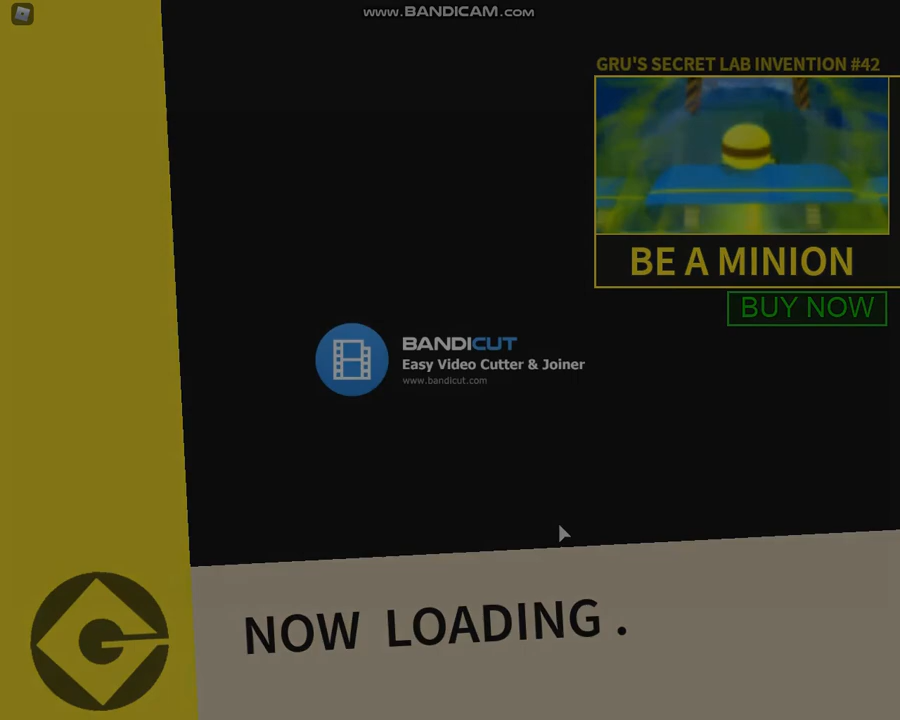 WWW.BANDICAM.COM
GRU'S SECRET LAB INVENTION #42
BE A MINION
BUY NOW
BANDICUT
Easy Video Cutter & Joiner
www.bandicut.com
NOW LOADING .